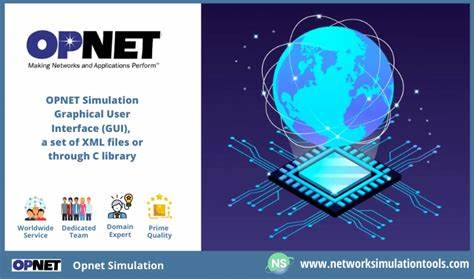 OPNET
Making Networks and Applications Perform™
OPNET Simulation
Graphical User
Interface (GUI),
a set of XML files or
through C library
Worldwide
Service
Dedicated
Team
Domain
Expert
Prime
Quality
OPNET
Opnet Simulation
NS
www.networksimulationtools.com